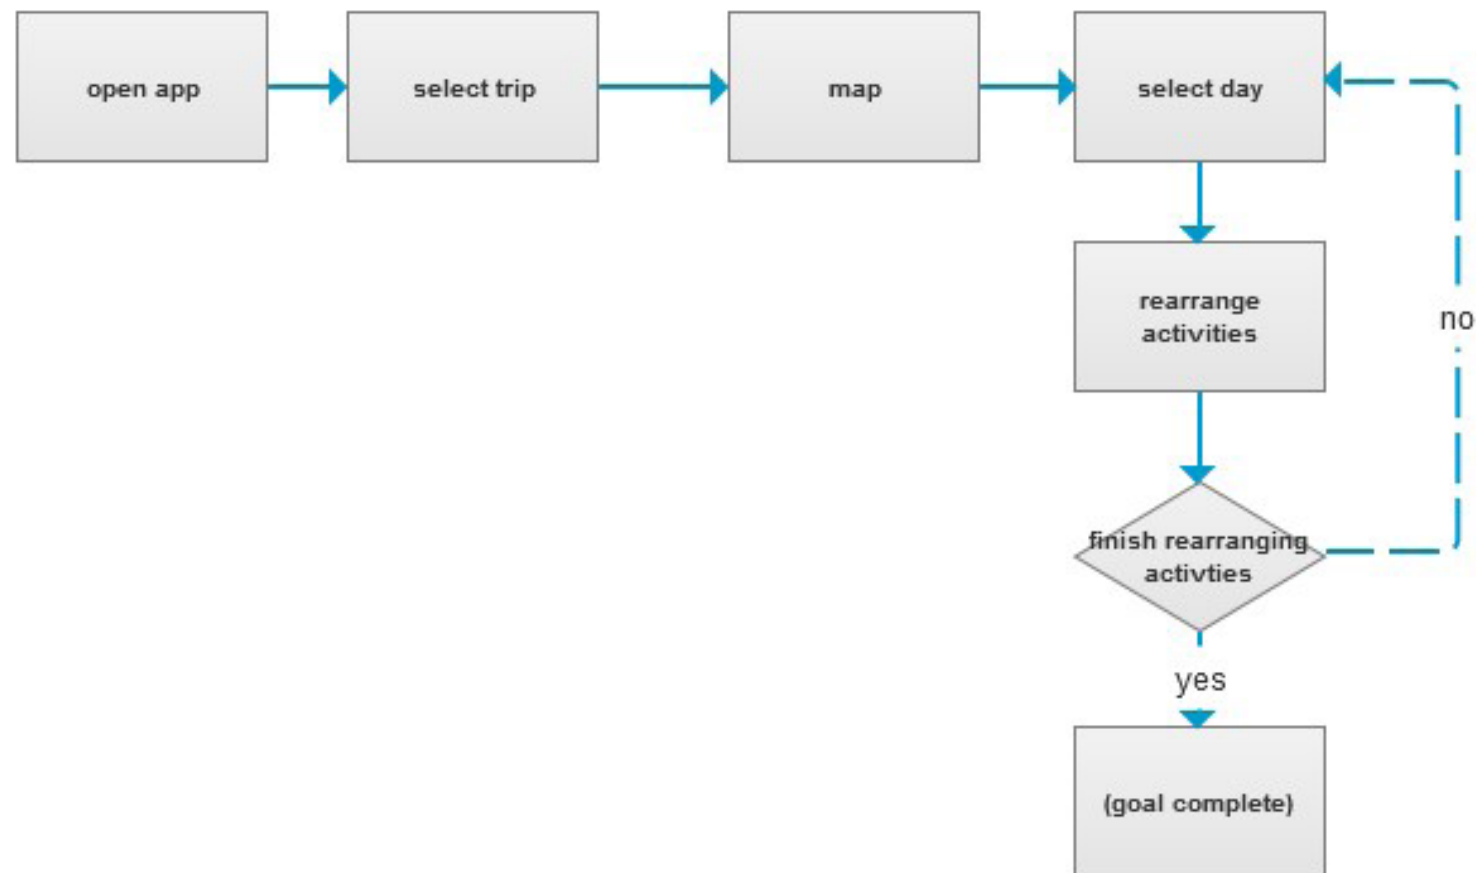 open app
select trip
map
select day
rearrange
activities
no
finish rearranging
activties
yes
(goal complete)